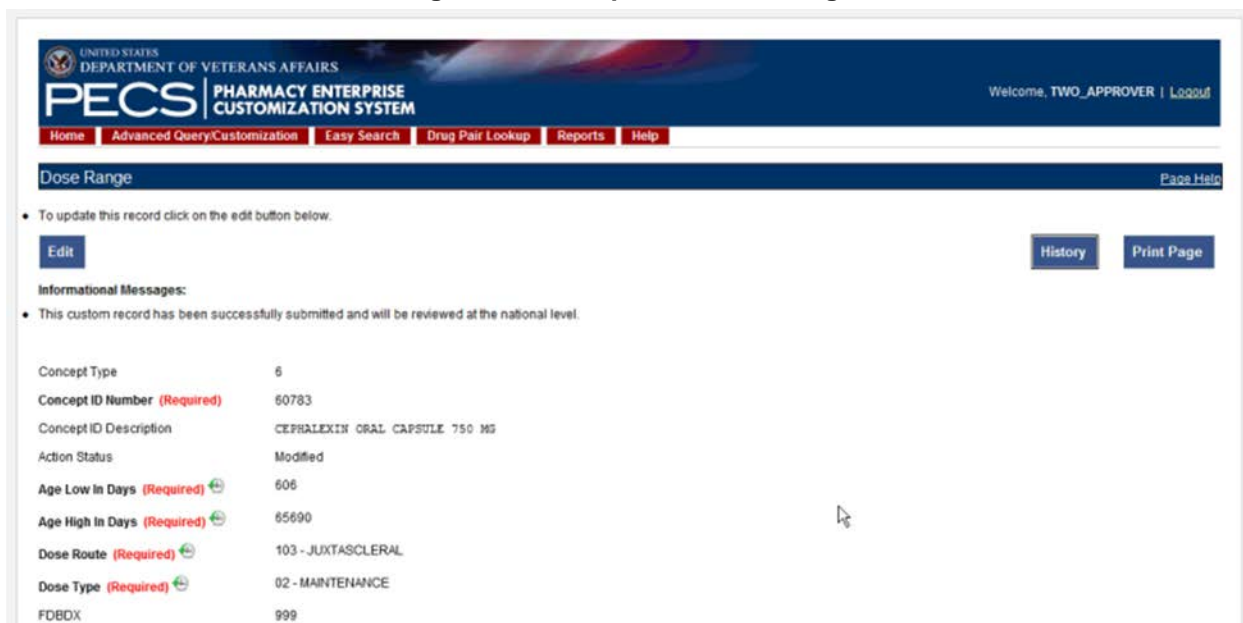 UNITED STATES
DEPARTMENT OF VETERANS AFFAIRS
PECS PHARMACY ENTERPRISE
CUSTOMIZATION SYSTEM
Welcome, TWO_APPROVER | Logout
Home Advanced Query/Customization Easy Search Drug Pair Lookup Reports Help
Dose Range Page Help
• To update this record click on the edit button below.
Edit History Print Page
Informational Messages:
• This custom record has been successfully submitted and will be reviewed at the national level.
Concept Type 6
Concept ID Number (Required) 60783
Concept ID Description CEPHALEXIN ORAL CAPSULE 750 MG
Action Status Modified
Age Low In Days (Required) 606
Age High In Days (Required) 65690
Dose Route (Required) 103 - JUXTASCLERAL
Dose Type (Required) 02 - MAINTENANCE
FDBDX 999